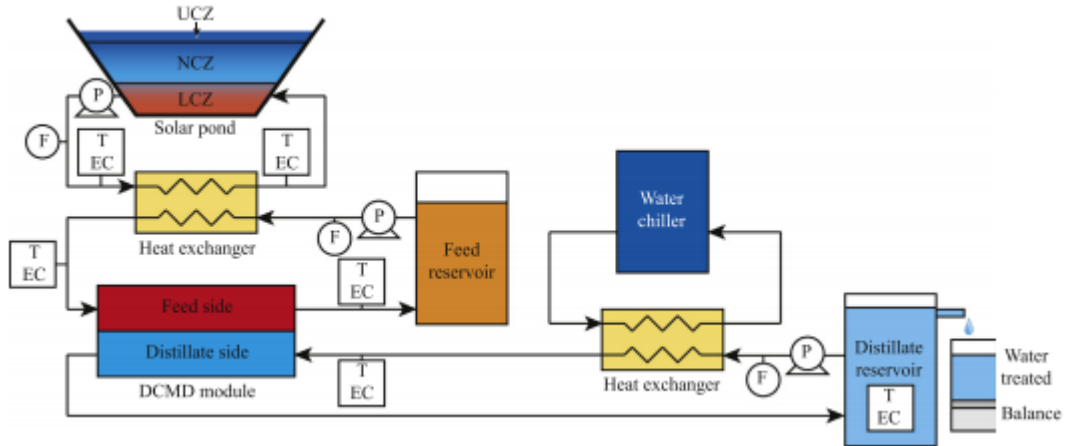 UCZ
NCZ
LCZ
P
Solar pond
F
T
EC
T
EC
Heat exchanger
P
F
Feed
reservoir
Water
chiller
T
EC
T
EC
Feed side
Distillate side
DCMD module
T
EC
Heat exchanger
P
F
Distillate
reservoir
T
EC
Water
treated
Balance